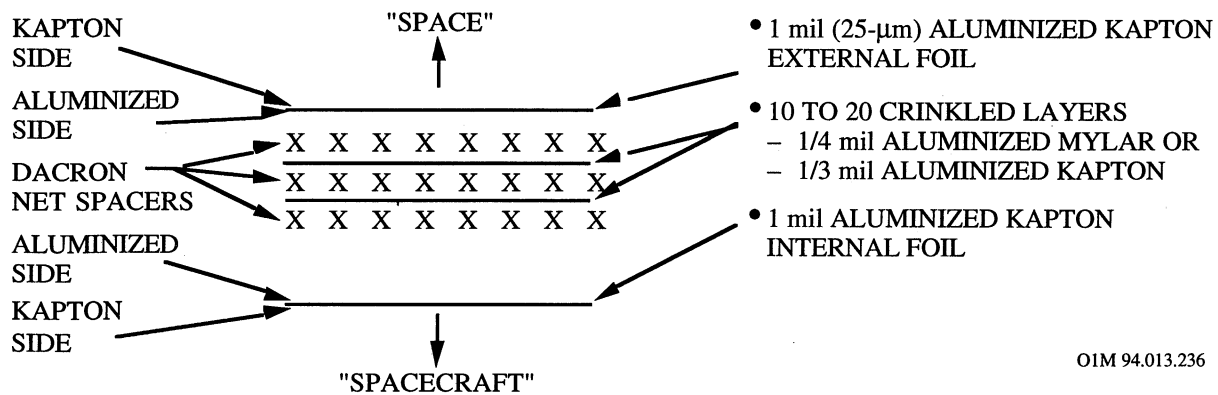 KAPTON
SIDE
ALUMINIZED
SIDE
DACRON
NET SPACERS
ALUMINIZED
SIDE
KAPTON
SIDE
"SPACE"
X X X X X X X X
X X X X X X X X
X X X X X X X X
"SPACECRAFT"
• 1 mil (25-μm) ALUMINIZED KAPTON
EXTERNAL FOIL
• 10 TO 20 CRINKLED LAYERS
– 1/4 mil ALUMINIZED MYLAR OR
– 1/3 mil ALUMINIZED KAPTON
• 1 mil ALUMINIZED KAPTON
INTERNAL FOIL
O1M 94.013.236